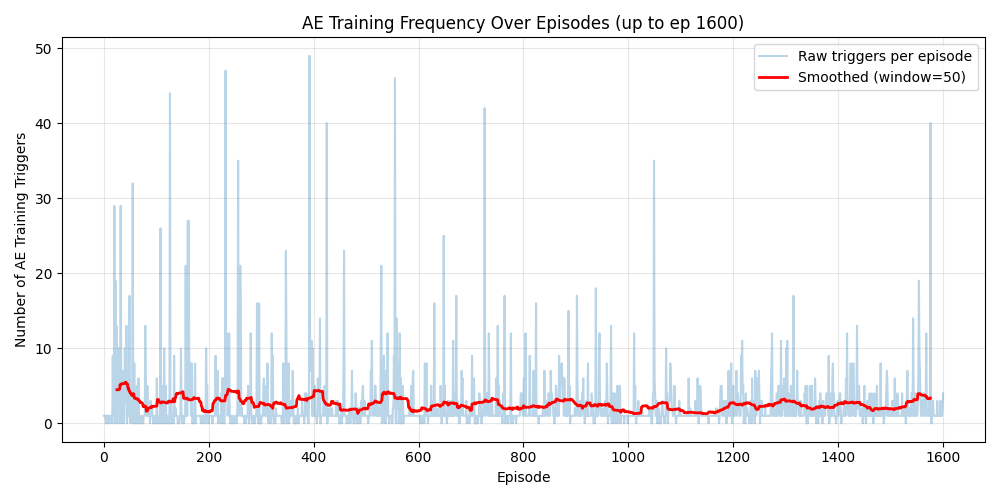 AE Training Frequency Over Episodes (up to ep 1600)
Number of AE Training Triggers
50
40
30
20
10
0
Raw triggers per episode
Smoothed (window=50)
0 200 400 600 800 1000 1200 1400 1600
Episode